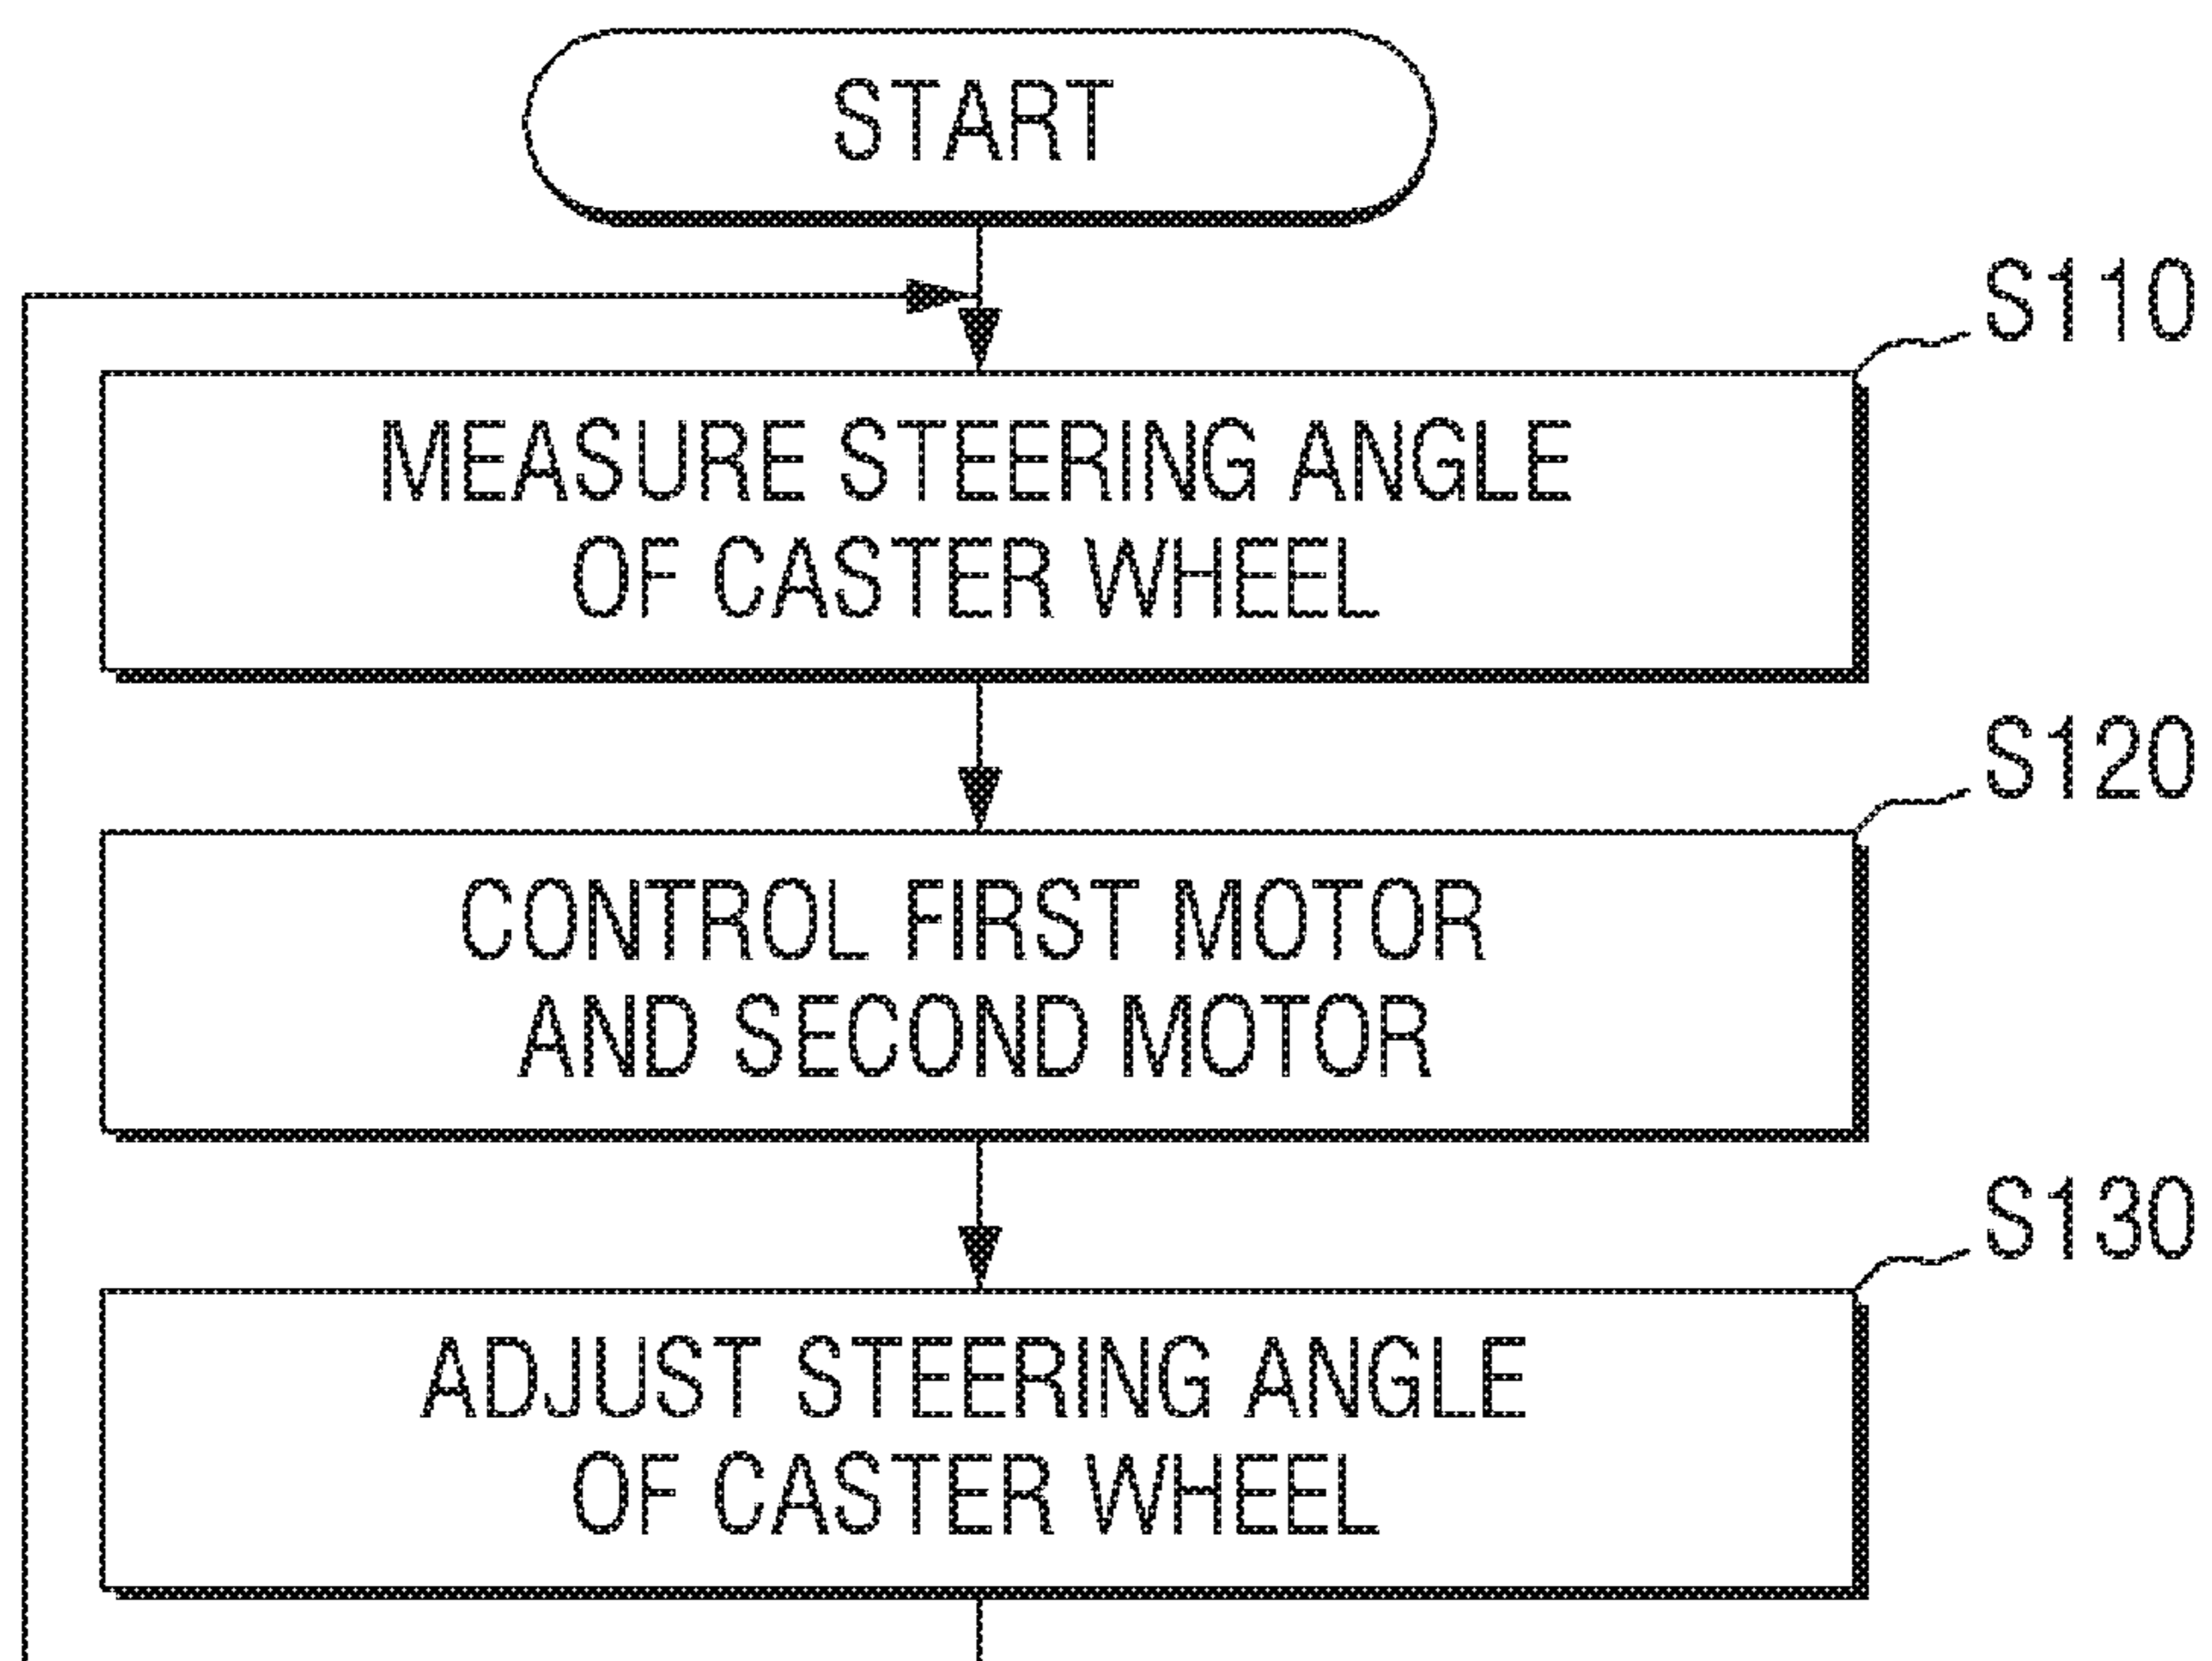 START
S110
MEASURE STEERING ANGLE
OF CASTER WHEEL
S120
CONTROL FIRST MOTOR
AND SECOND MOTOR
S130
ADJUST STEERING ANGLE
OF CASTER WHEEL